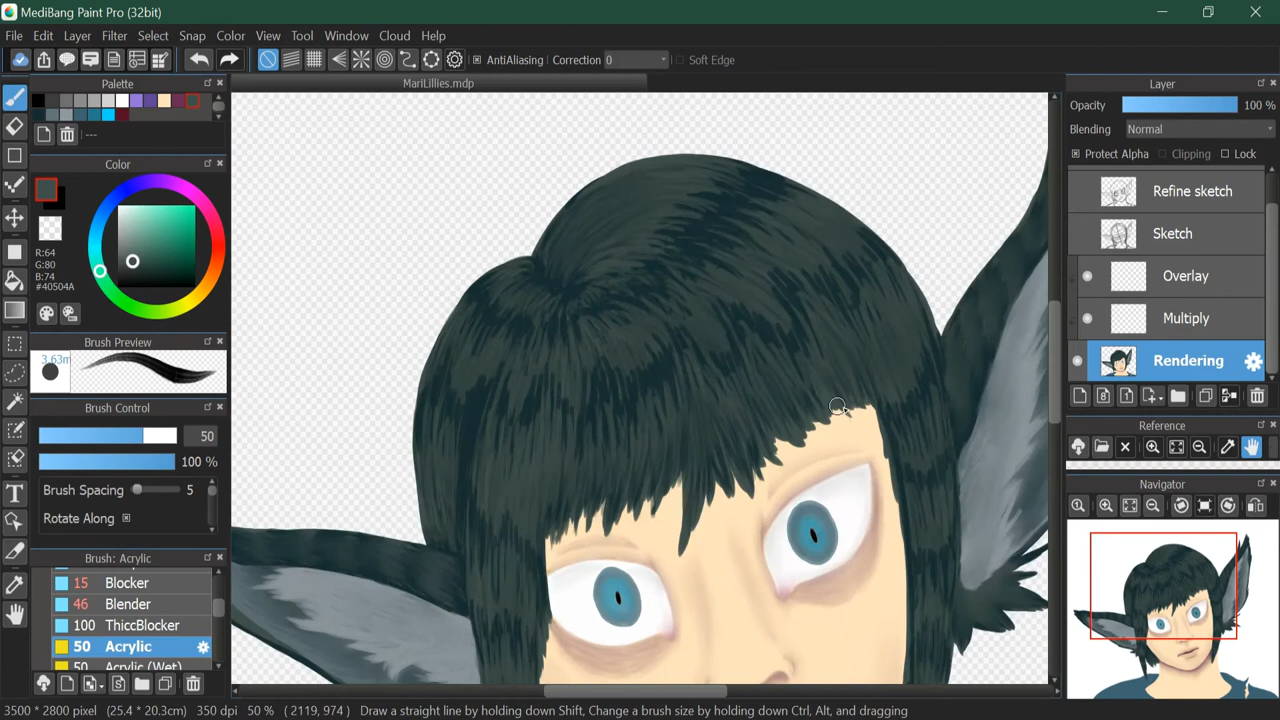 MediBang Paint Pro (32bit)
File Edit Layer Filter Select Snap Color View Tool Window Cloud Help
AntiAliasing Correction 0 Soft Edge
Palette
MariLillies.mdp
Layer
Opacity 100 %
Blending Normal
Protect Alpha Clipping Lock
---
Color
R:64
G:80
B:74
#40504A
Refine sketch
Sketch
Overlay
Multiply
Rendering
Brush Preview
3.63m
Brush Control
50
100 %
Brush Spacing 5
Rotate Along
Reference
Navigator
Brush: Acrylic
15 Blocker
46 Blender
100 ThiccBlocker
50 Acrylic
50 Acrylic (Wet)
3500 * 2800 pixel (25.4 * 20.3cm) 350 dpi 50 % ( 2119, 974 ) Draw a straight line by holding down Shift, Change a brush size by holding down Ctrl, Alt, and dragging